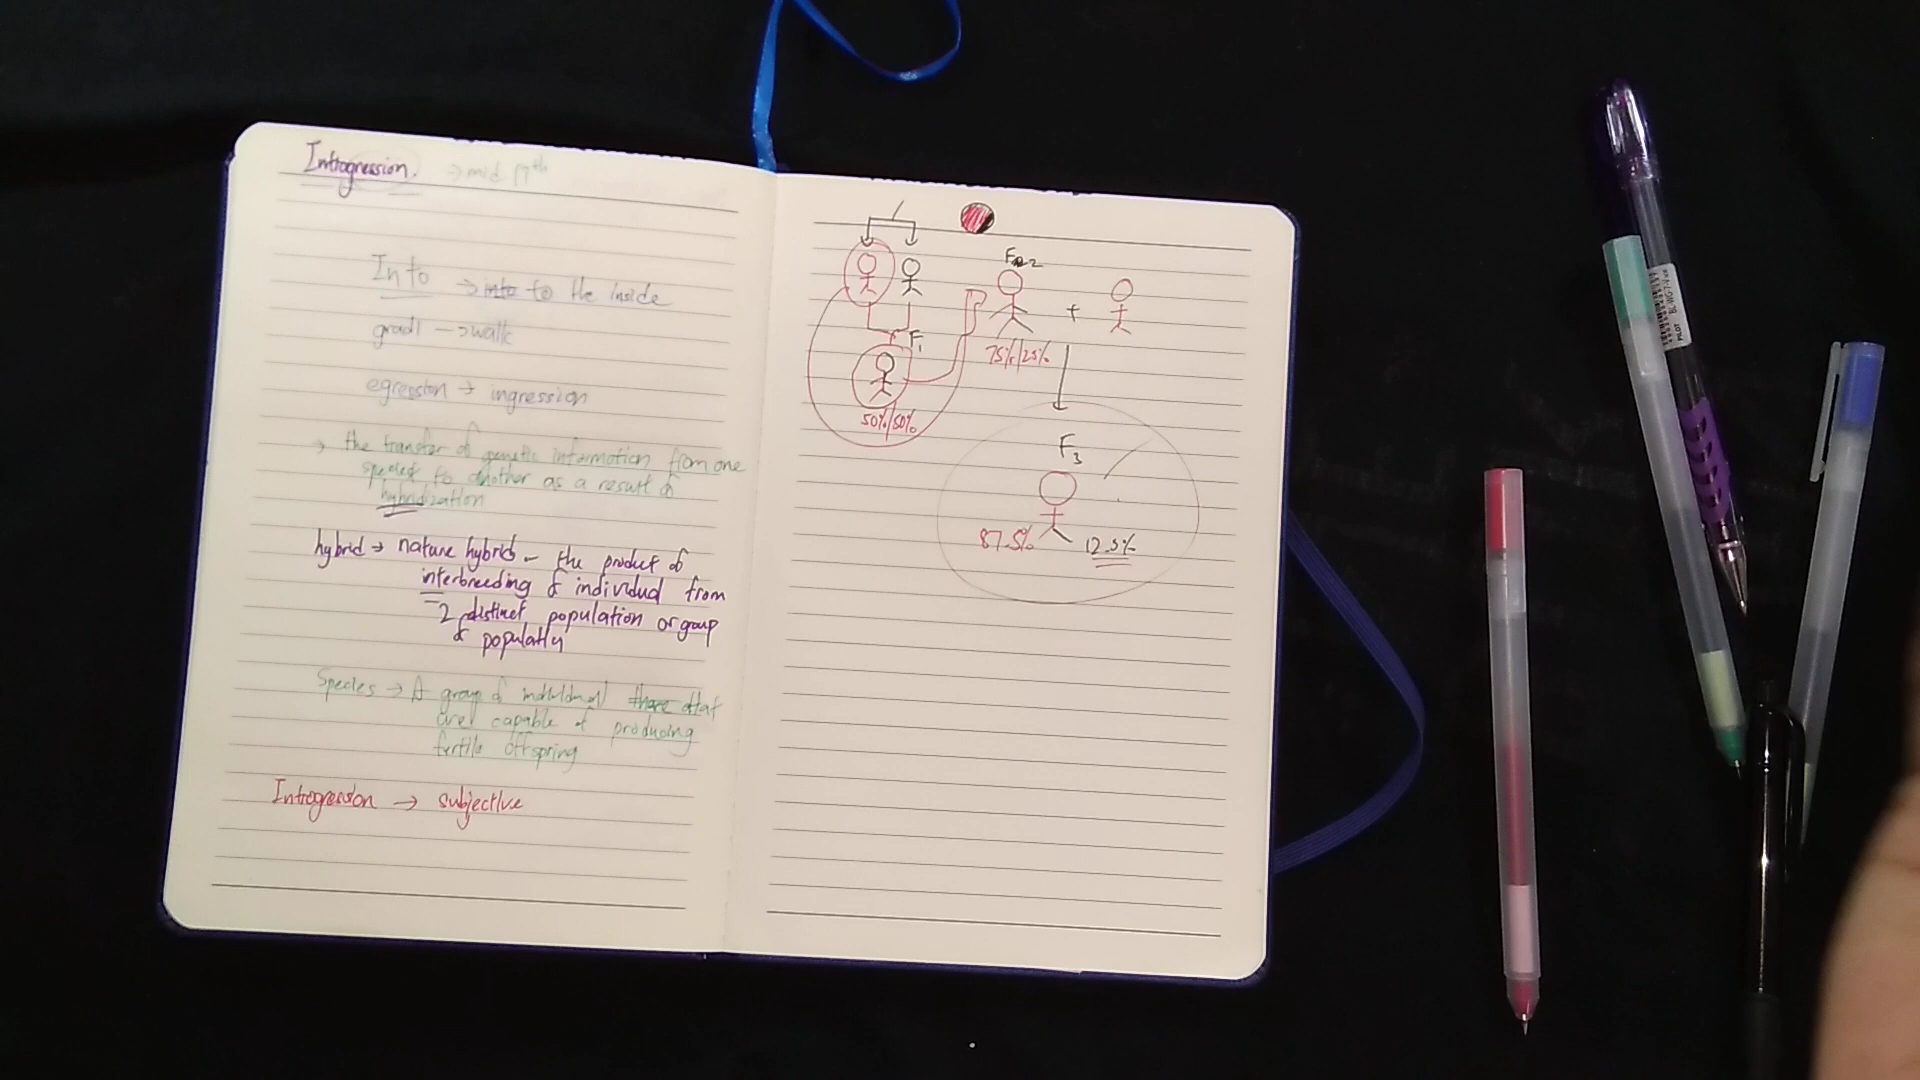 Introgression. → mid 17th
Into → into to the inside
gradi → walk
egression → ingression
→ the transfer of genetic information from one
species to another as a result of
hybridization
hybrid → nature hybrid - the product of
interbreeding of individual from
2 distinct population or group
of
Species → A group of individual there that
are capable of producing
fertile offspring
Introgression → subjective
F2
+
F1
75%/25%
50%/50%
F3
87.5% 12.5%
PILOT